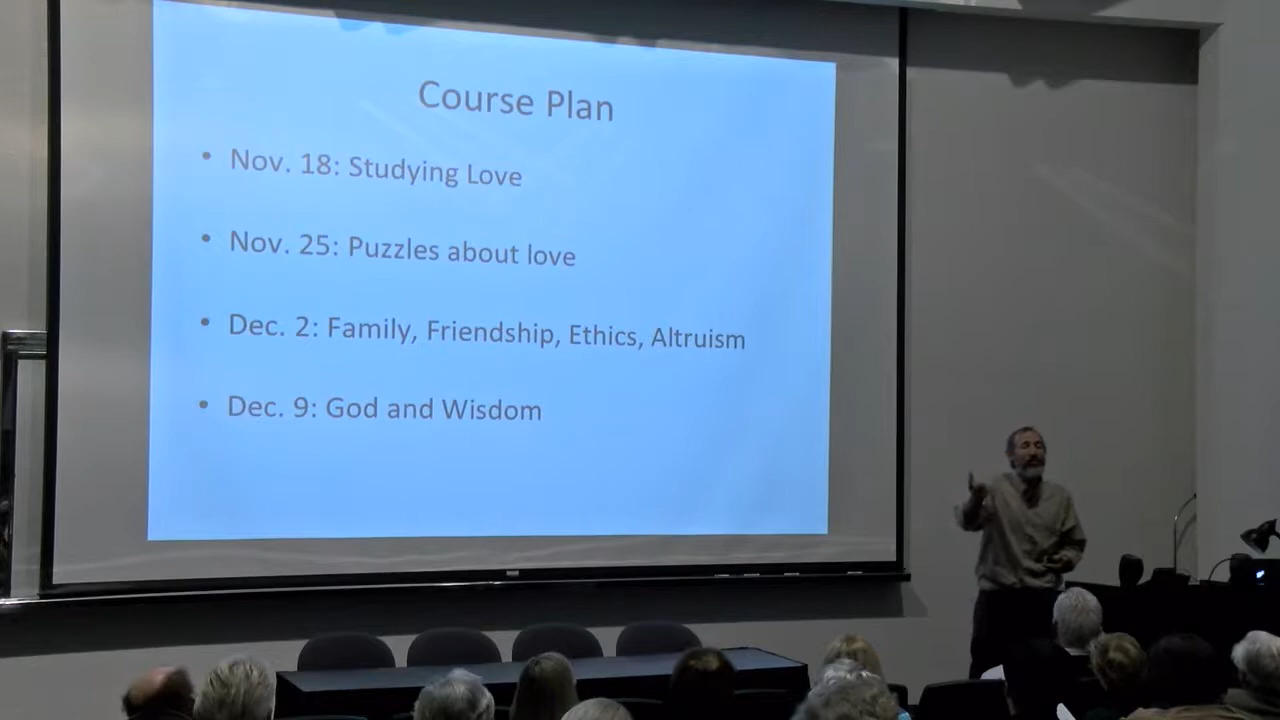 Course Plan
• Nov. 18: Studying Love
• Nov. 25: Puzzles about love
• Dec. 2: Family, Friendship, Ethics, Altruism
• Dec. 9: God and Wisdom